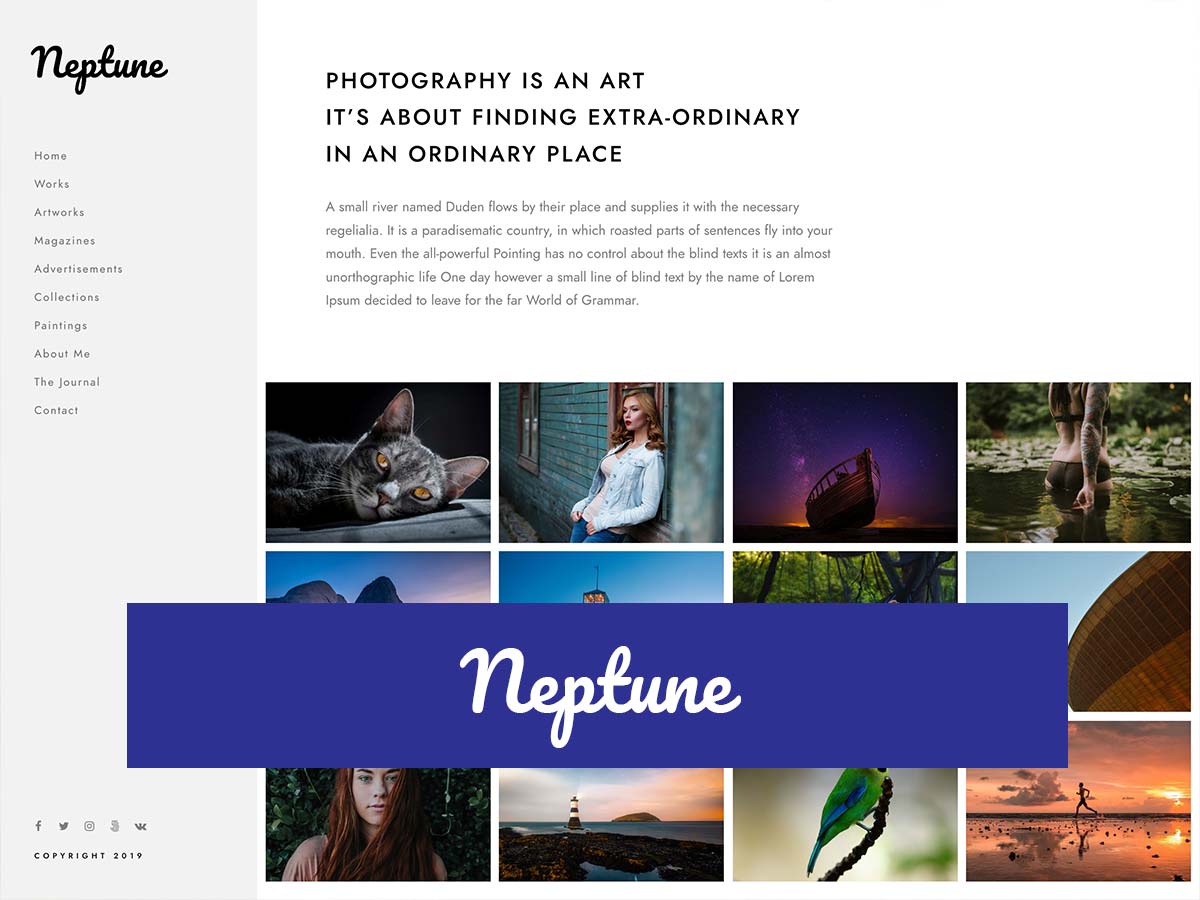 Neptune
Home
Works
Artworks
Magazines
Advertisements
Collections
Paintings
About Me
The Journal
Contact
COPYRIGHT 2019
PHOTOGRAPHY IS AN ART
IT’S ABOUT FINDING EXTRA-ORDINARY
IN AN ORDINARY PLACE
A small river named Duden flows by their place and supplies it with the necessary
regelialia. It is a paradisematic country, in which roasted parts of sentences fly into your
mouth. Even the all-powerful Pointing has no control about the blind texts it is an almost
unorthographic life One day however a small line of blind text by the name of Lorem
Ipsum decided to leave for the far World of Grammar.
Neptune